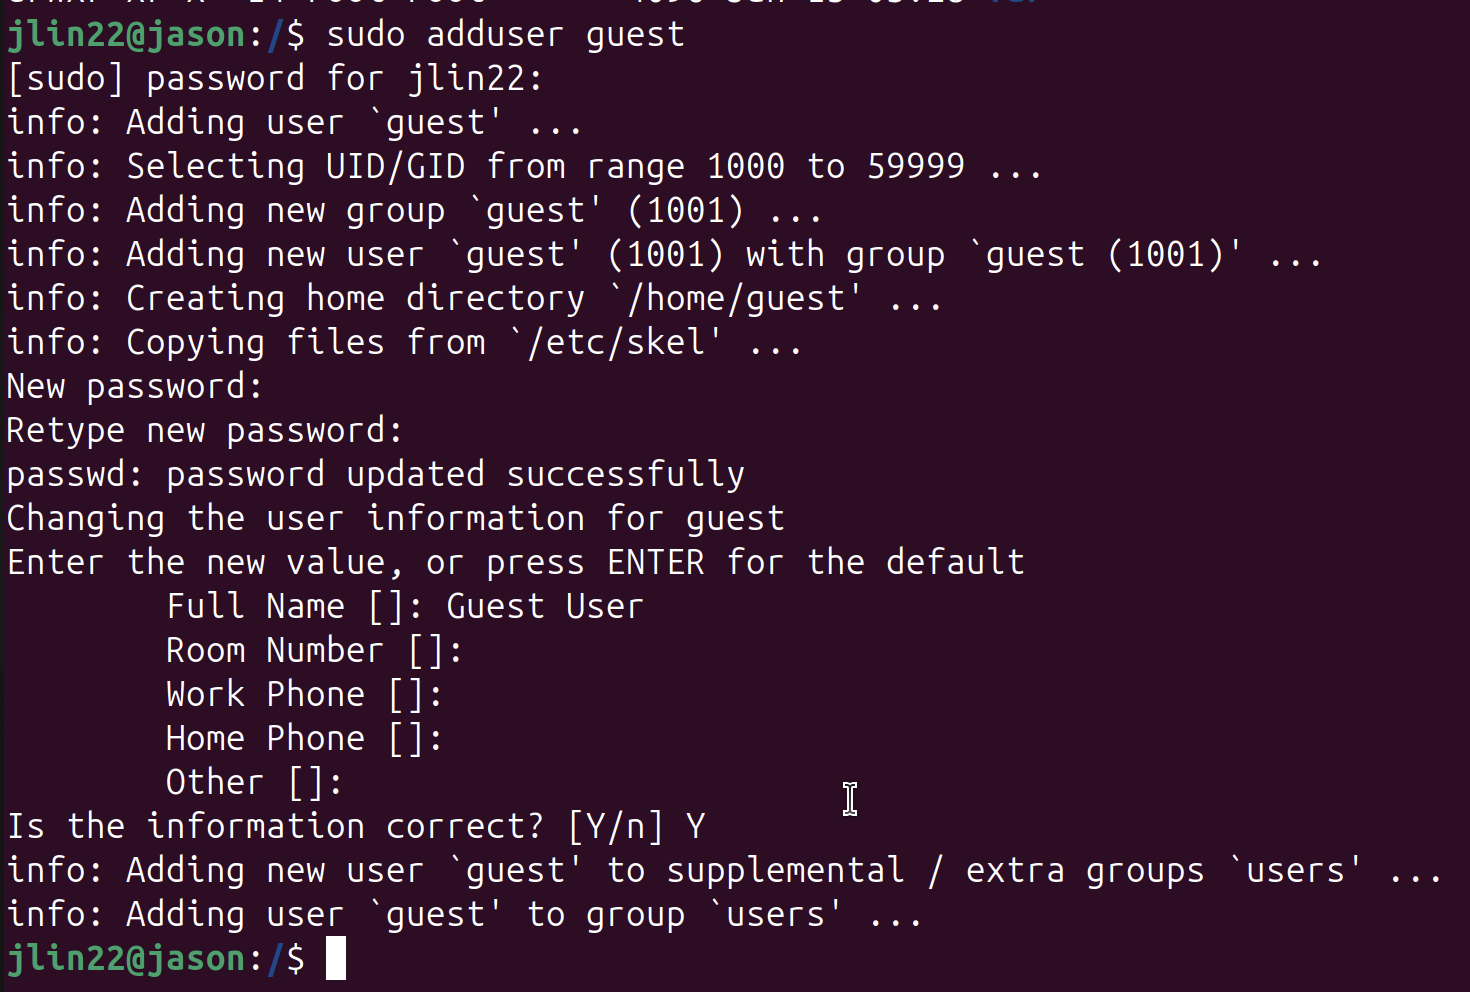 jlin22@jason:/$ sudo adduser guest
[sudo] password for jlin22:
info: Adding user `guest' ...
info: Selecting UID/GID from range 1000 to 59999 ...
info: Adding new group `guest' (1001) ...
info: Adding new user `guest' (1001) with group `guest (1001)' ...
info: Creating home directory `/home/guest' ...
info: Copying files from `/etc/skel' ...
New password:
Retype new password:
passwd: password updated successfully
Changing the user information for guest
Enter the new value, or press ENTER for the default
        Full Name []: Guest User
        Room Number []:
        Work Phone []:
        Home Phone []:
        Other []:
Is the information correct? [Y/n] Y
info: Adding new user `guest' to supplemental / extra groups `users' ...
info: Adding user `guest' to group `users' ...
jlin22@jason:/$